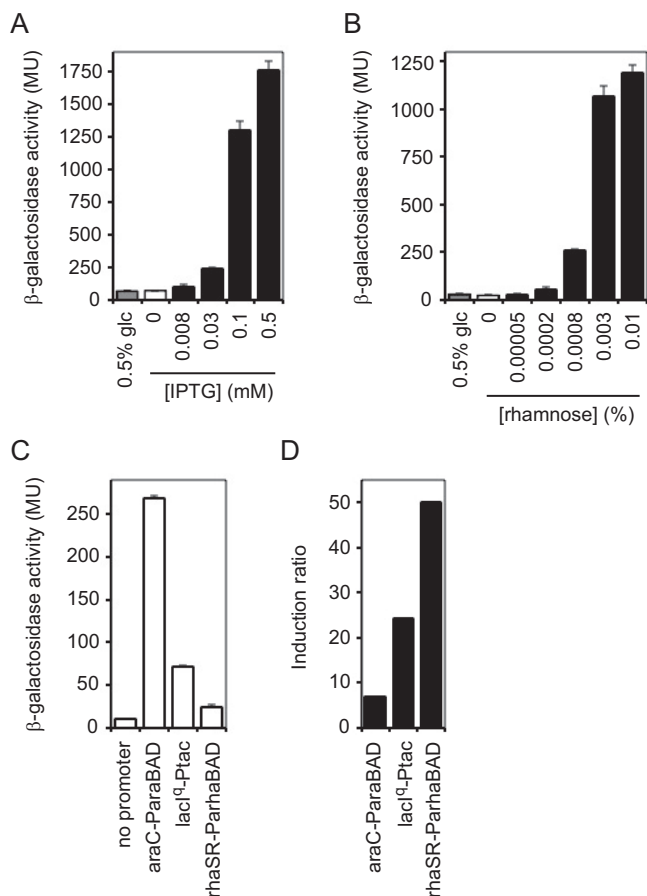 A
β-galactosidase activity (MU)
1750
1500
1250
1000
750
500
250
0
0.5% glc
0
0.008
0.03
0.1
0.5
[IPTG] (mM)
B
β-galactosidase activity (MU)
1250
1000
750
500
250
0
0.5% glc
0
0.00005
0.0002
0.0008
0.003
0.01
[rhamnose] (%)
C
β-galactosidase activity (MU)
250
200
150
100
50
0
no promoter
araC-ParaBAD
lacIq-Ptac
rhaSR-PrhaBAD
D
Induction ratio
50
40
30
20
10
0
araC-ParaBAD
lacIq-Ptac
rhaSR-PrhaBAD